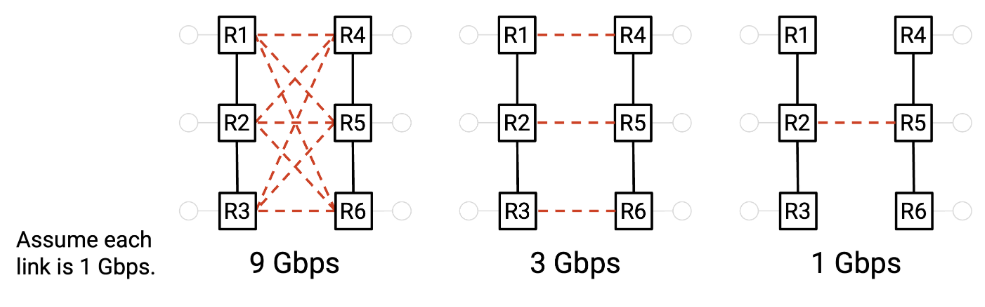 R1 R4 R1 R4 R1 R4
R2 R5 R2 R5 R2 R5
R3 R6 R3 R6 R3 R6
Assume each
link is 1 Gbps.
9 Gbps 3 Gbps 1 Gbps